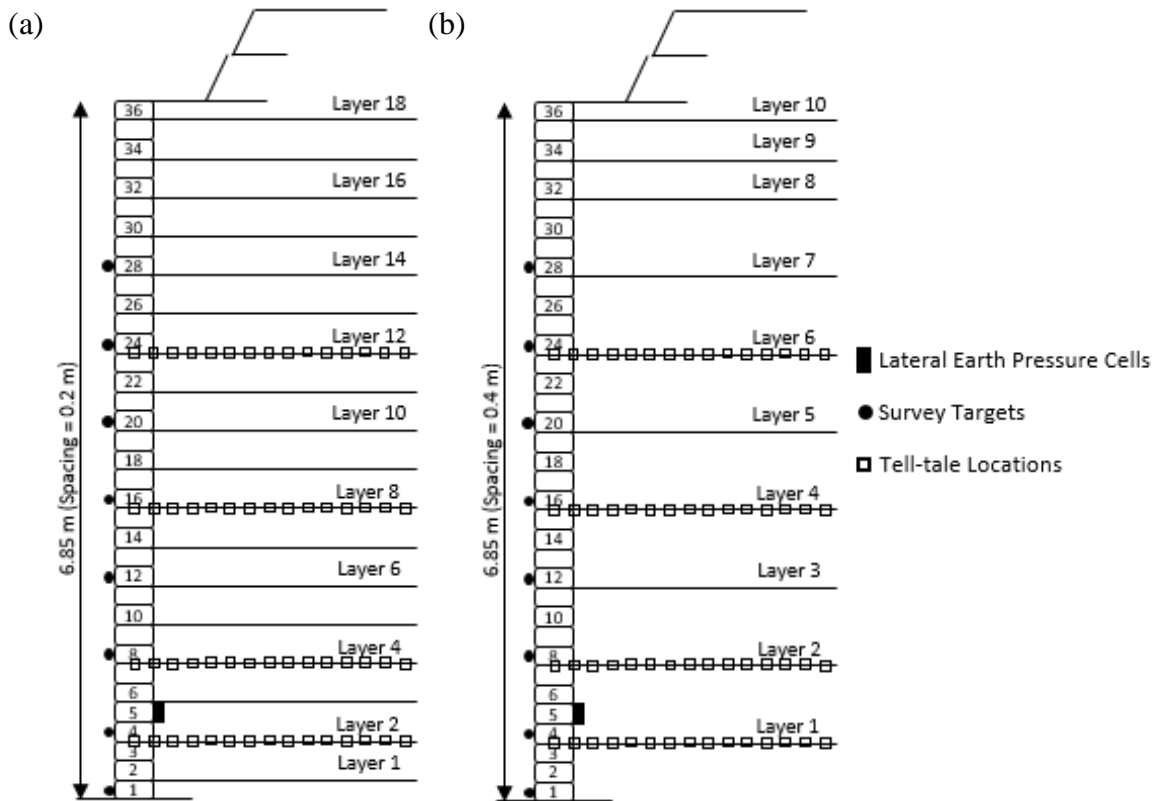 (a)
6.85 m (Spacing = 0.2 m)
36
34
32
30
28
26
24
22
20
18
16
14
12
10
8
6
5
4
3
2
1
Layer 18
Layer 16
Layer 14
Layer 12
Layer 10
Layer 8
Layer 6
Layer 4
Layer 2
Layer 1
(b)
6.85 m (Spacing = 0.4 m)
36
34
32
30
28
26
24
22
20
18
16
14
12
10
8
6
5
4
3
2
1
Layer 10
Layer 9
Layer 8
Layer 7
Layer 6
Layer 5
Layer 4
Layer 3
Layer 2
Layer 1
Lateral Earth Pressure Cells
Survey Targets
Tell-tale Locations